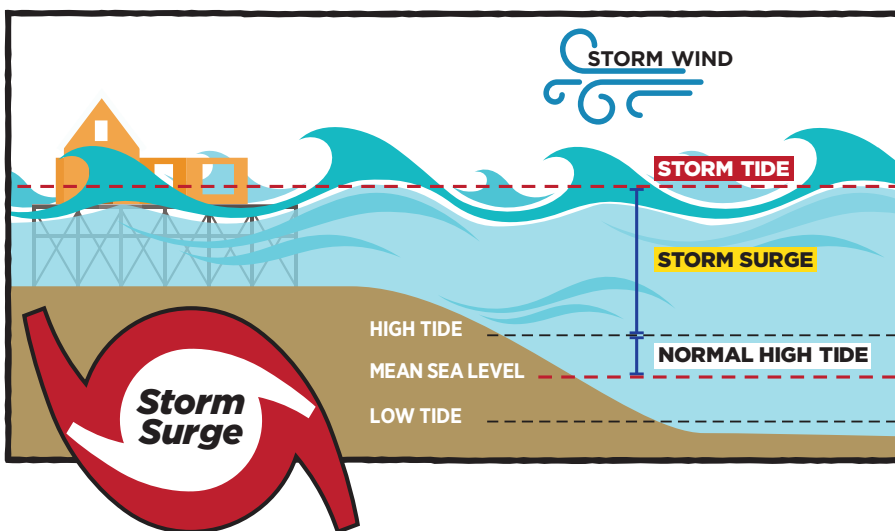 STORM WIND
STORM TIDE
STORM SURGE
HIGH TIDE
NORMAL HIGH TIDE
MEAN SEA LEVEL
LOW TIDE
Storm
Surge